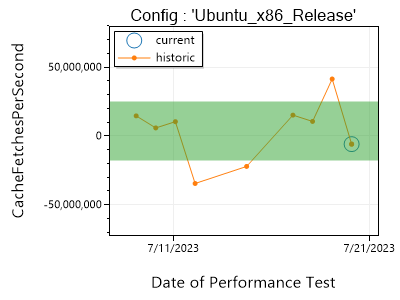 Config : 'Ubuntu_x86_Release'
current
historic
CacheFetchesPerSecond
50,000,000
0
-50,000,000
7/11/2023
7/21/2023
Date of Performance Test